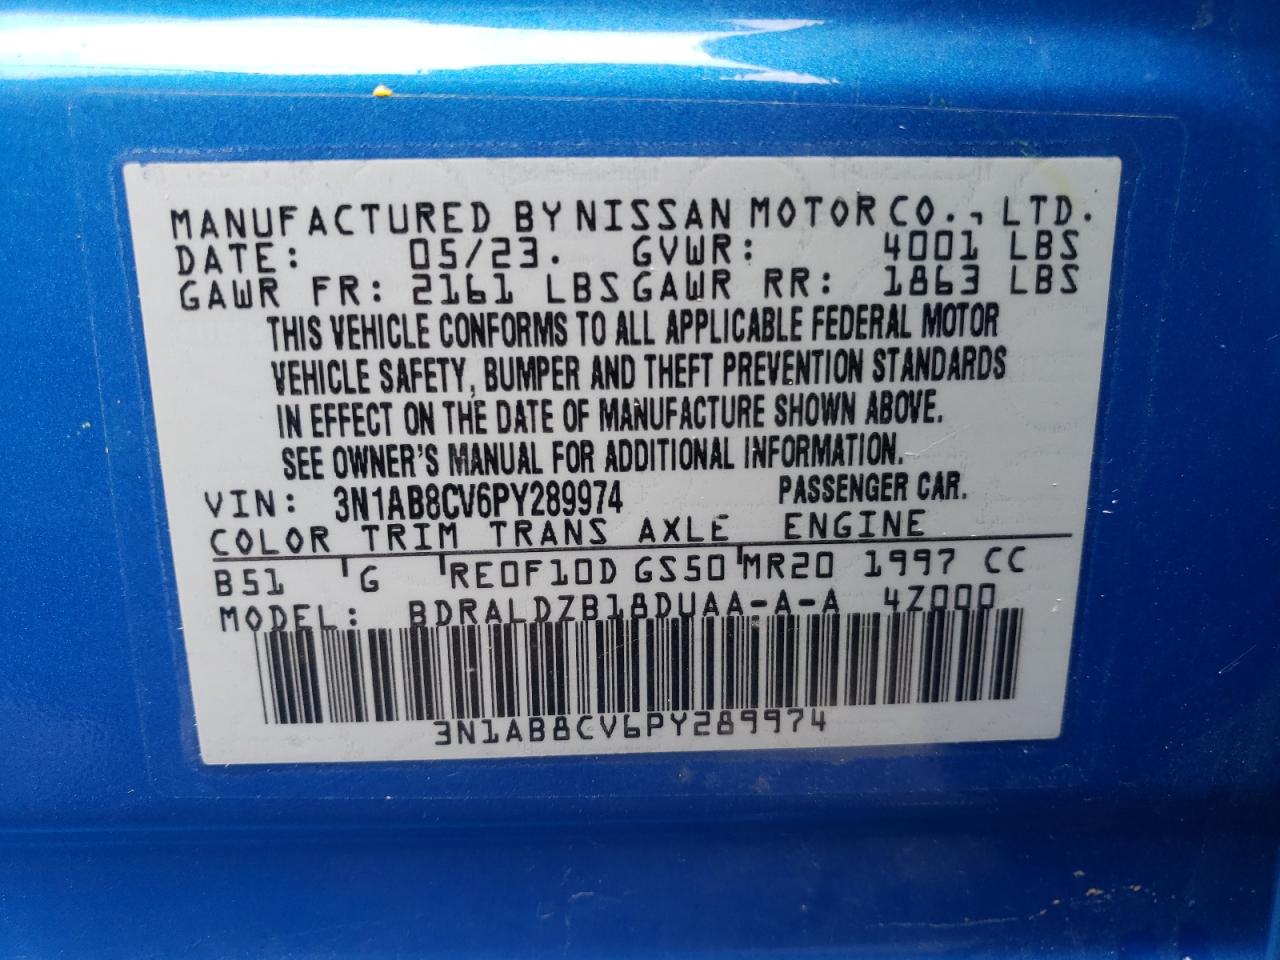 MANUFACTURED BY NISSAN MOTOR CO., LTD.
DATE: 05/23. GVWR: 4001 LBS
GAWR FR: 2161 LBS GAWR RR: 1863 LBS
THIS VEHICLE CONFORMS TO ALL APPLICABLE FEDERAL MOTOR
VEHICLE SAFETY, BUMPER AND THEFT PREVENTION STANDARDS
IN EFFECT ON THE DATE OF MANUFACTURE SHOWN ABOVE.
SEE OWNER'S MANUAL FOR ADDITIONAL INFORMATION.
VIN: 3N1AB8CV6PY289974 PASSENGER CAR.
COLOR TRIM TRANS AXLE ENGINE
B51 G RE0F10D GS50 MR20 1997 CC
MODEL: BDRALDZB18DUAA-A-A 4Z000
3N1AB8CV6PY289974